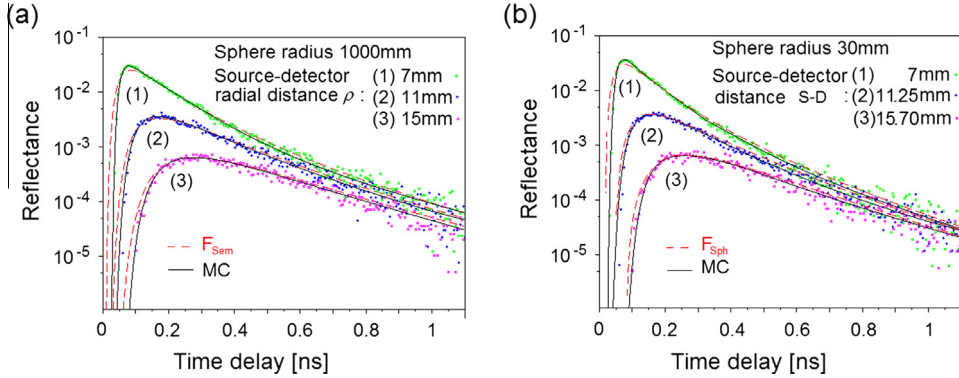 (a)
Sphere radius 1000mm
Source-detector (1) 7mm
radial distance ρ : (2) 11mm
(3) 15mm
(1)
(2)
(3)
F_Sem
MC
Reflectance
10^-1
10^-2
10^-3
10^-4
10^-5
0 0.2 0.4 0.6 0.8 1
Time delay [ns]
(b)
Sphere radius 30mm
Source-detector (1) 7mm
distance S-D : (2) 11.25mm
(3) 15.70mm
(1)
(2)
(3)
F_Sph
MC
Reflectance
10^-1
10^-2
10^-3
10^-4
10^-5
0 0.2 0.4 0.6 0.8 1
Time delay [ns]